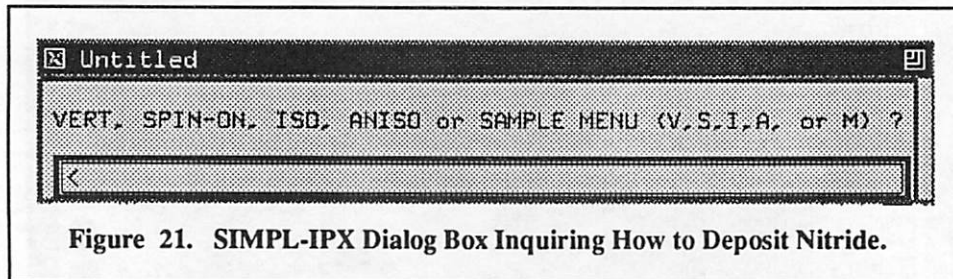 Untitled
VERT, SPIN-ON, ISO, ANISO or SAMPLE MENU (V,S,I,A, or M) ?
<
Figure 21. SIMPL-IPX Dialog Box Inquiring How to Deposit Nitride.